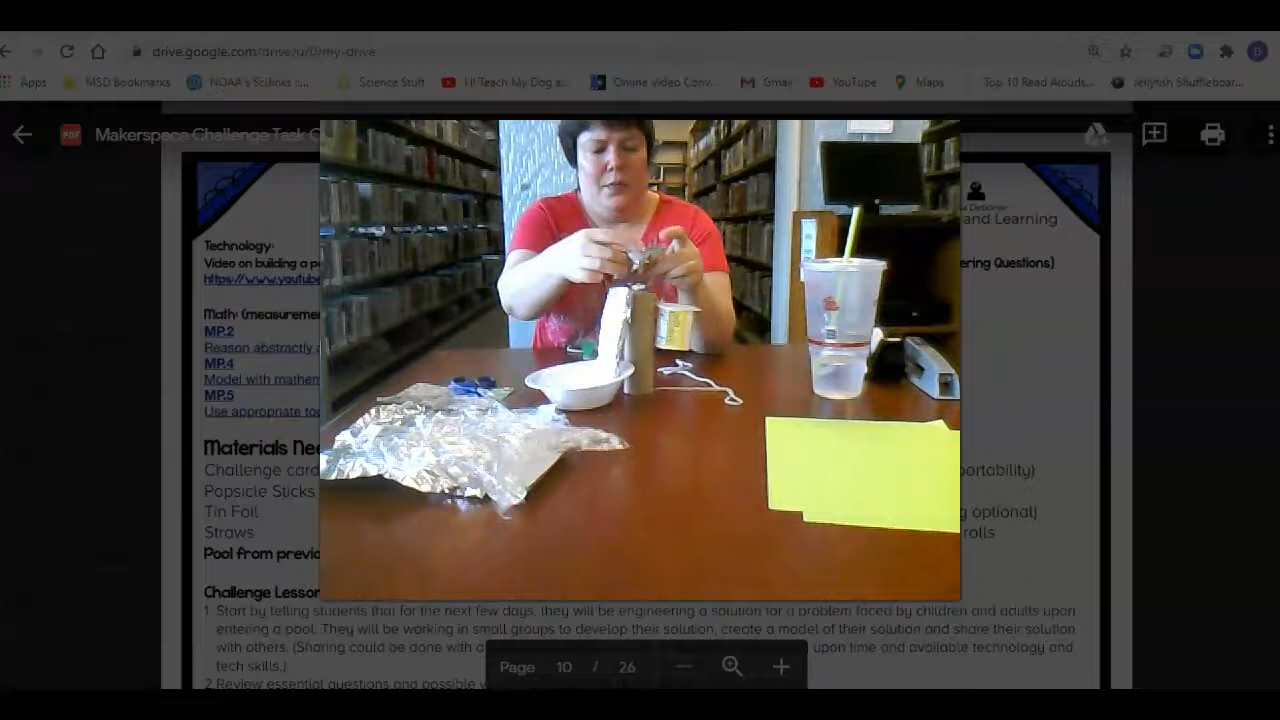 drive.google.com/drive/u/0/my-drive
Apps MSD Bookmarks NOAA's SciLinks ::... Science Stuff I'll Teach My Dog a... Online Video Conv... Gmail YouTube Maps Top 10 Read Alouds... Jellyfish Shuffleboar...
PDF Makerspace Challenge Task C
and Learning
Technology:
Video on building a po
ering Questions)
https://www.youtube
Math: (measuremen
MP.2
Reason abstractly a
MP.4
Model with mathem
MP.5
Use appropriate too
Materials Nee
Challenge card
portability)
Popsicle Sticks
Tin Foil
g optional)
Straws
rolls
Pool from previo
Challenge Lesson
1 Start by telling students that for the next few days, they will be engineering a solution for a problem faced by children and adults upon
entering a pool. They will be working in small groups to develop their solution, create a model of their solution and share their solution
with others. (Sharing could be done with a
upon time and available technology and
tech skills.)
2 Review essential questions and possible
Page 10 / 26